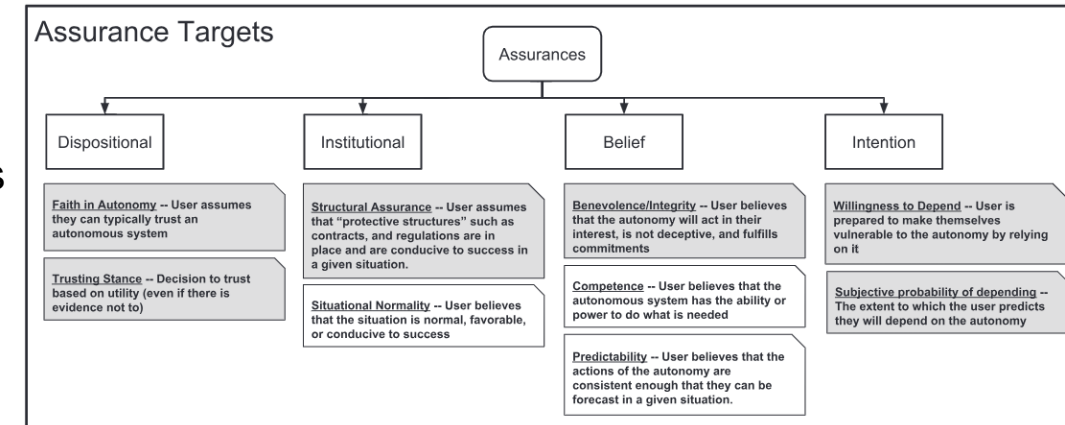 Assurance Targets
Assurances
Dispositional
Institutional
Belief
Intention
s
Faith in Autonomy -- User assumes
they can typically trust an
autonomous system
Trusting Stance -- Decision to trust
based on utility (even if there is
evidence not to)
Structural Assurance -- User assumes
that “protective structures” such as
contracts, and regulations are in
place and are conducive to success in
a given situation.
Situational Normality -- User believes
that the situation is normal, favorable,
or conducive to success
Benevolence/Integrity -- User believes
that the autonomy will act in their
interest, is not deceptive, and fulfills
commitments
Competence -- User believes that the
autonomous system has the ability or
power to do what is needed
Predictability -- User believes that the
actions of the autonomy are
consistent enough that they can be
forecast in a given situation.
Willingness to Depend -- User is
prepared to make themselves
vulnerable to the autonomy by relying
on it
Subjective probability of depending --
The extent to which the user predicts
they will depend on the autonomy